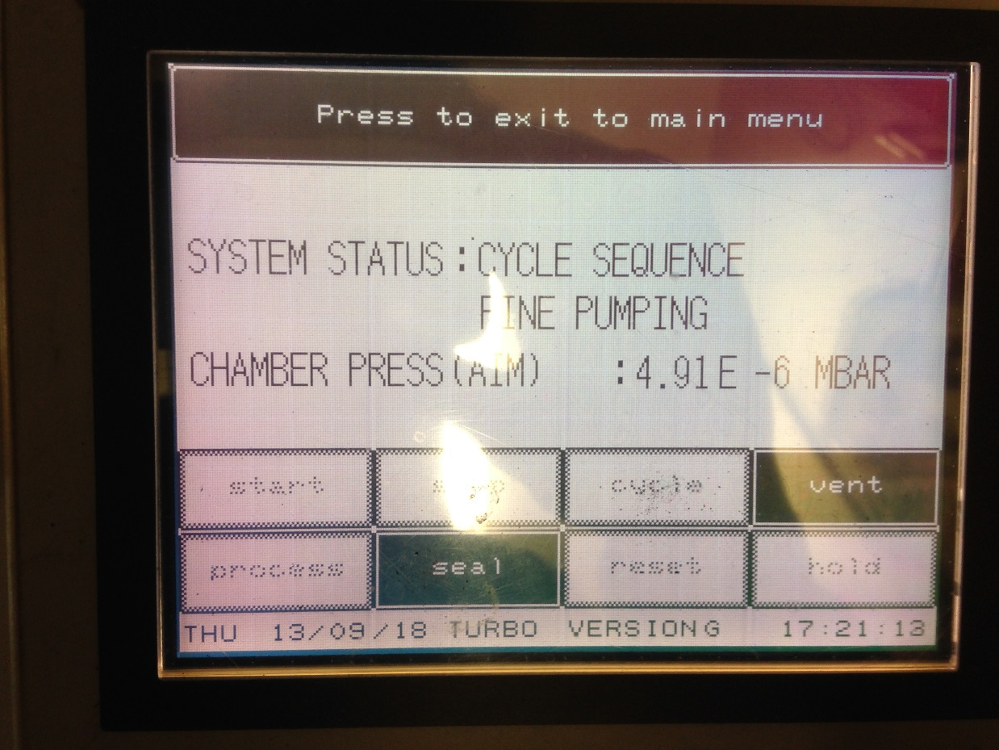 Press to exit to main menu
SYSTEM STATUS :CYCLE SEQUENCE
FINE PUMPING
CHAMBER PRESS(AIM) :4.91E -6 MBAR
start cycle vent
process seal reset hold
THU 13/09/18 TURBO VERSION G 17:21:13